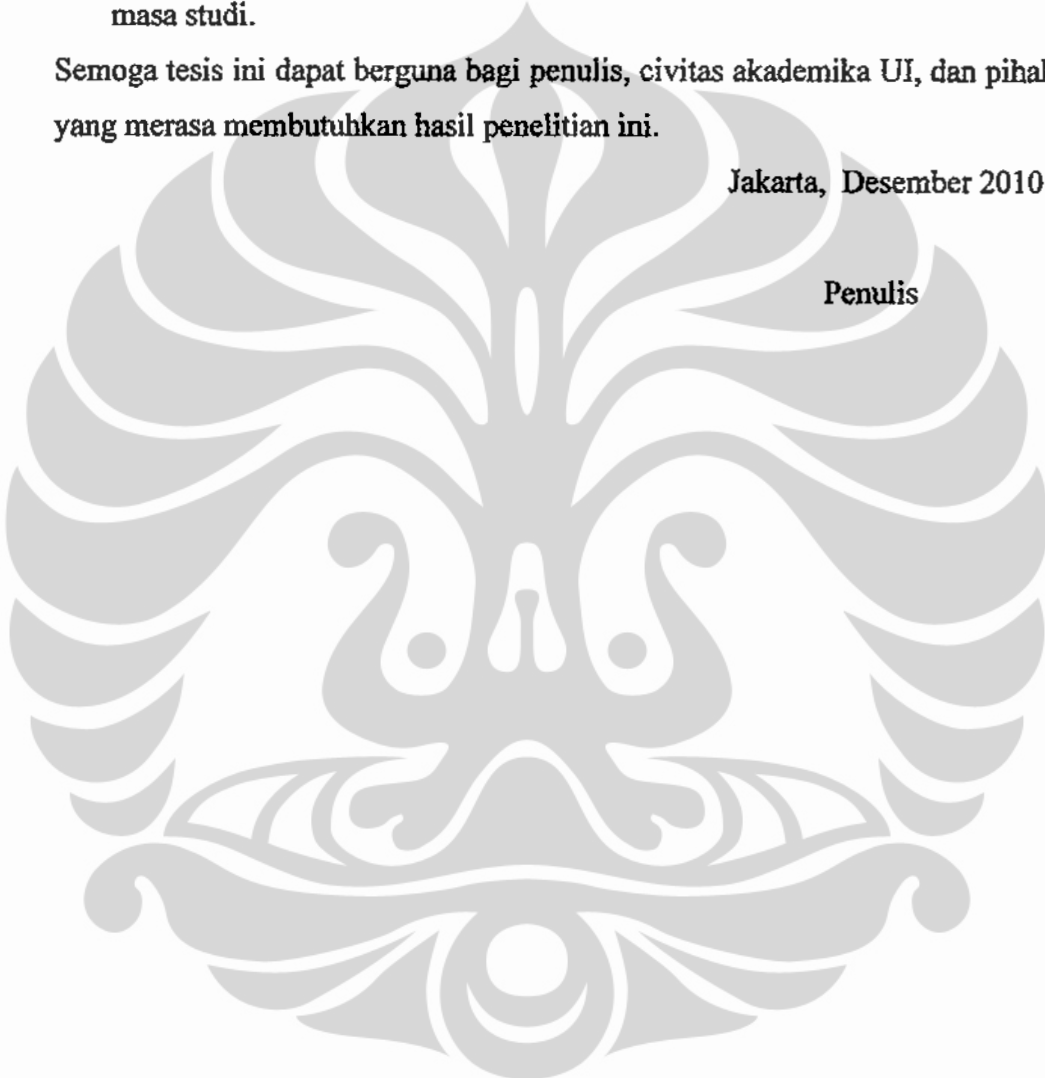 masa studi.
Semoga tesis ini dapat berguna bagi penulis, civitas akademika UI, dan pihak
yang merasa membutuhkan hasil penelitian ini.
Jakarta, Desember 2010
Penulis